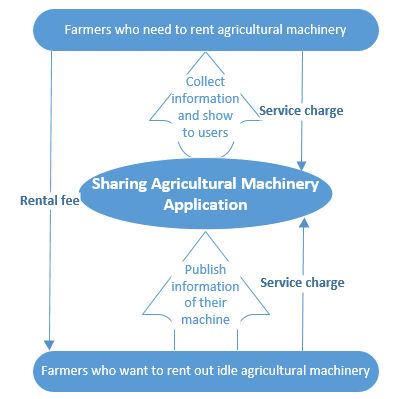 Farmers who need to rent agricultural machinery
Collect
information
and show
to users
Service charge
Sharing Agricultural Machinery
Application
Rental fee
Publish
information
of their
machine
Service charge
Farmers who want to rent out idle agricultural machinery